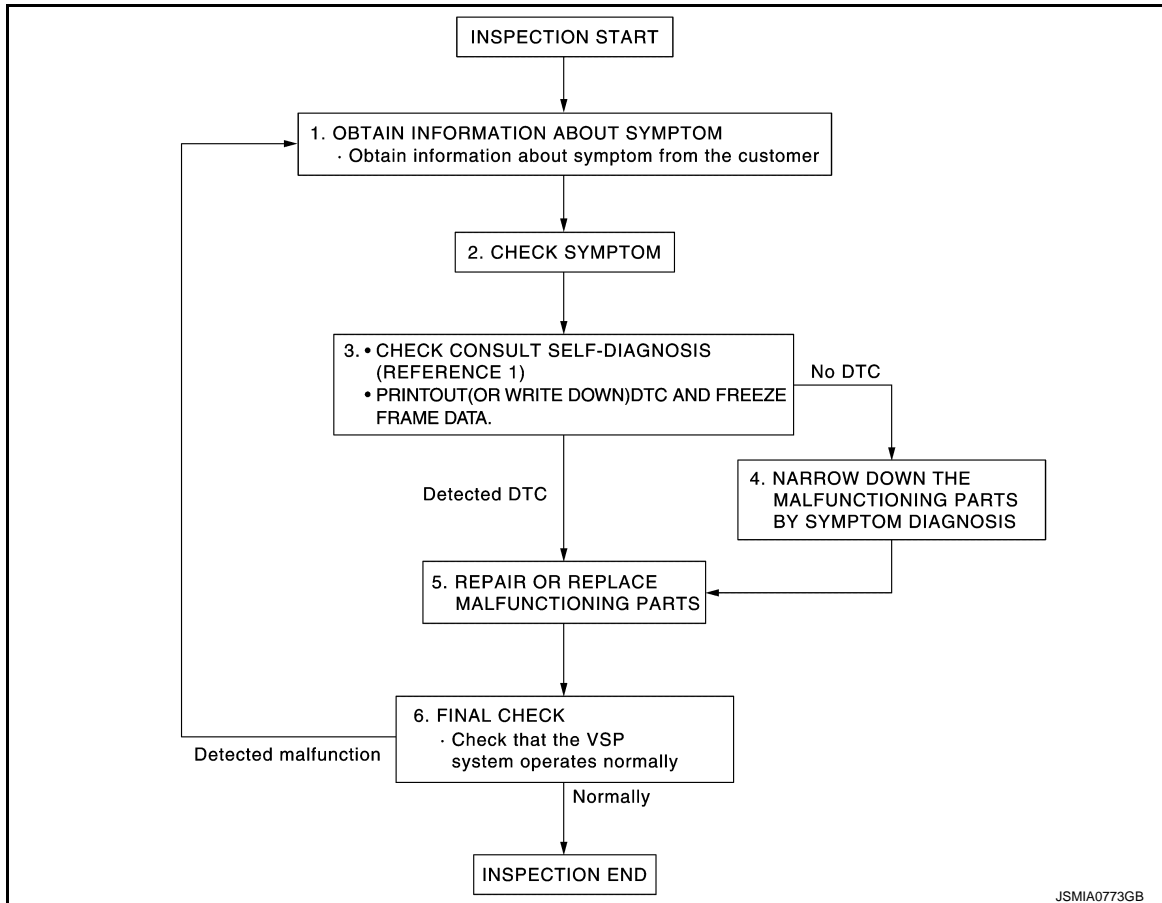 INSPECTION START
1. OBTAIN INFORMATION ABOUT SYMPTOM
· Obtain information about symptom from the customer
2. CHECK SYMPTOM
3. • CHECK CONSULT SELF-DIAGNOSIS
(REFERENCE 1)
• PRINTOUT(OR WRITE DOWN)DTC AND FREEZE
FRAME DATA.
No DTC
4. NARROW DOWN THE
MALFUNCTIONING PARTS
BY SYMPTOM DIAGNOSIS
Detected DTC
5. REPAIR OR REPLACE
MALFUNCTIONING PARTS
6. FINAL CHECK
· Check that the VSP
system operates normally
Detected malfunction
Normally
INSPECTION END
JSMIA0773GB